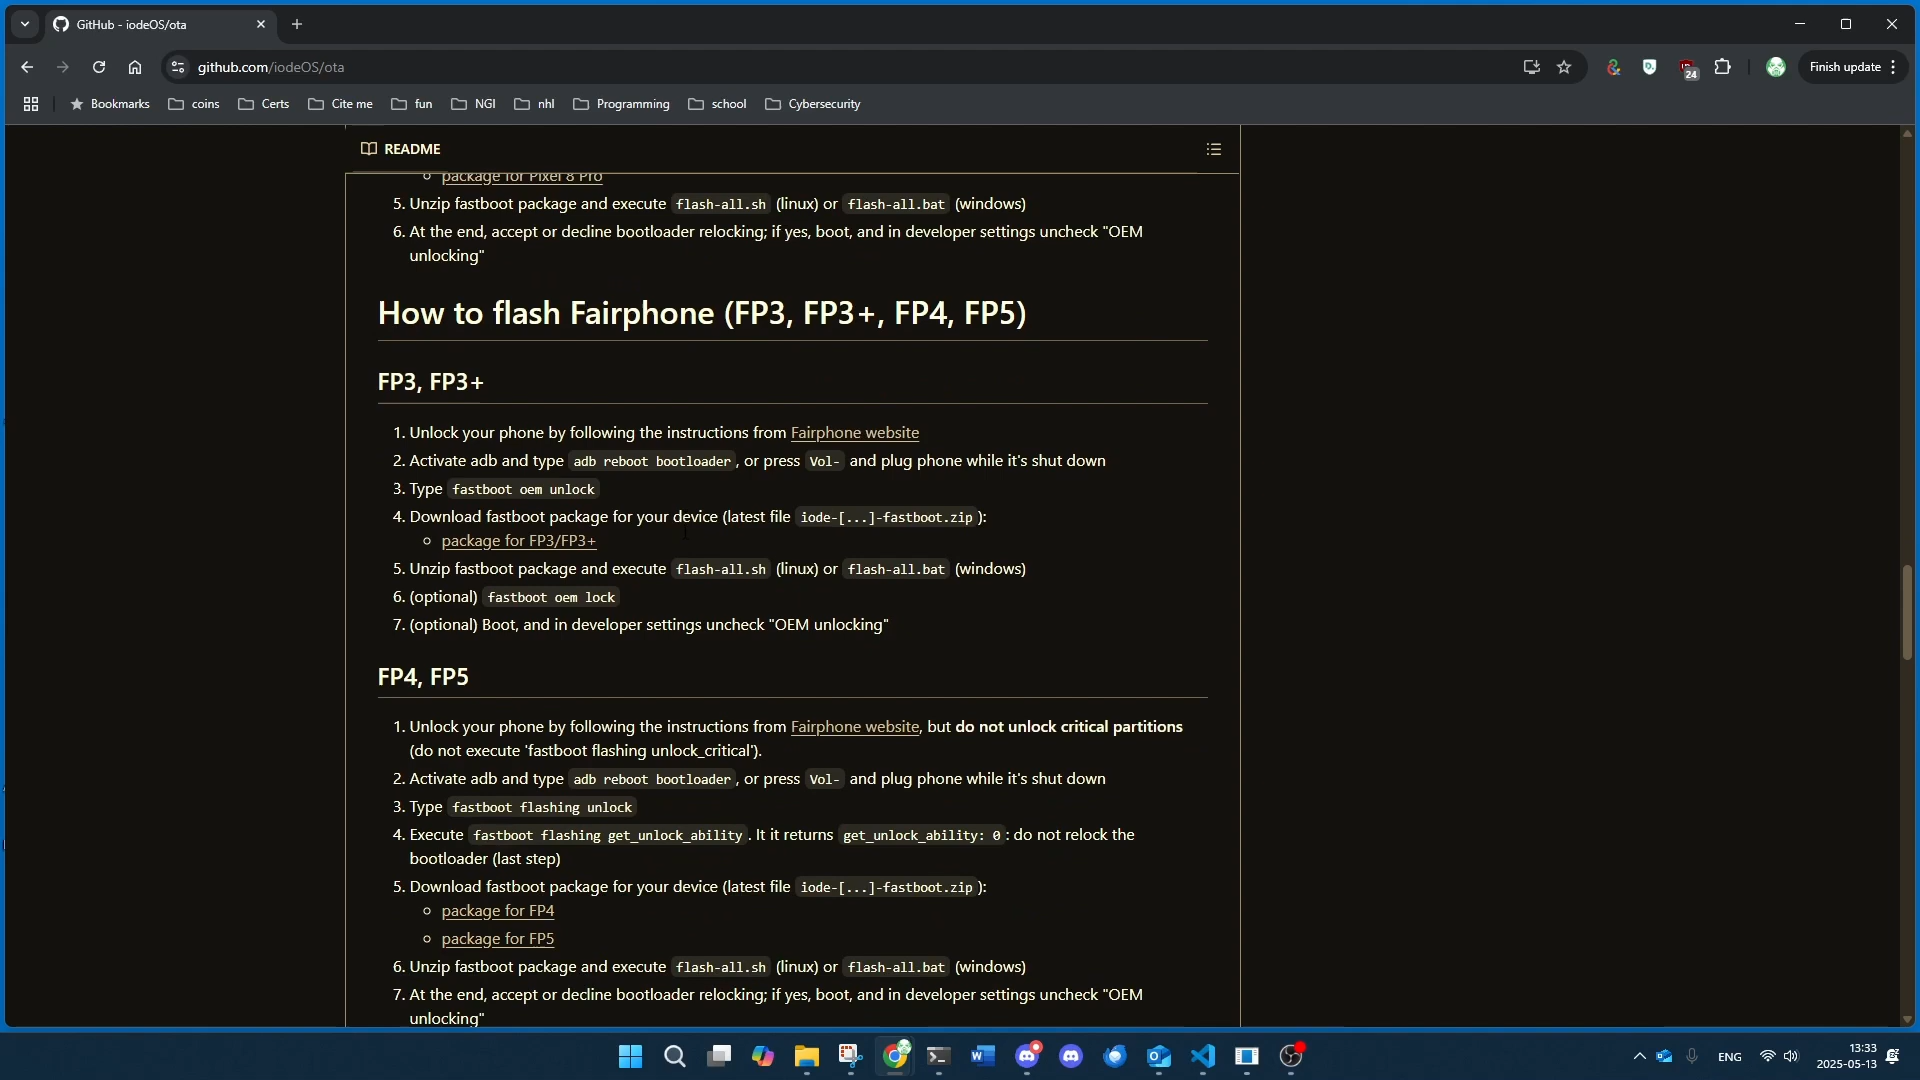 GitHub - iodeOS/ota
github.com/iodeOS/ota
24
Finish update
Bookmarks
coins
Certs
Cite me
fun
NGI
nhl
Programming
school
Cybersecurity
README
package for Pixel 8 Pro
5. Unzip fastboot package and execute flash-all.sh (linux) or flash-all.bat (windows)
6. At the end, accept or decline bootloader relocking; if yes, boot, and in developer settings uncheck "OEM
unlocking"
How to flash Fairphone (FP3, FP3+, FP4, FP5)
FP3, FP3+
1. Unlock your phone by following the instructions from Fairphone website
2. Activate adb and type adb reboot bootloader, or press Vol- and plug phone while it's shut down
3. Type fastboot oem unlock
4. Download fastboot package for your device (latest file iode-[...]-fastboot.zip):
package for FP3/FP3+
5. Unzip fastboot package and execute flash-all.sh (linux) or flash-all.bat (windows)
6. (optional) fastboot oem lock
7. (optional) Boot, and in developer settings uncheck "OEM unlocking"
FP4, FP5
1. Unlock your phone by following the instructions from Fairphone website, but do not unlock critical partitions
(do not execute 'fastboot flashing unlock_critical').
2. Activate adb and type adb reboot bootloader, or press Vol- and plug phone while it's shut down
3. Type fastboot flashing unlock
4. Execute fastboot flashing get_unlock_ability. It it returns get_unlock_ability: 0: do not relock the
bootloader (last step)
5. Download fastboot package for your device (latest file iode-[...]-fastboot.zip):
package for FP4
package for FP5
6. Unzip fastboot package and execute flash-all.sh (linux) or flash-all.bat (windows)
7. At the end, accept or decline bootloader relocking; if yes, boot, and in developer settings uncheck "OEM
unlocking"
ENG
13:33
2025-05-13